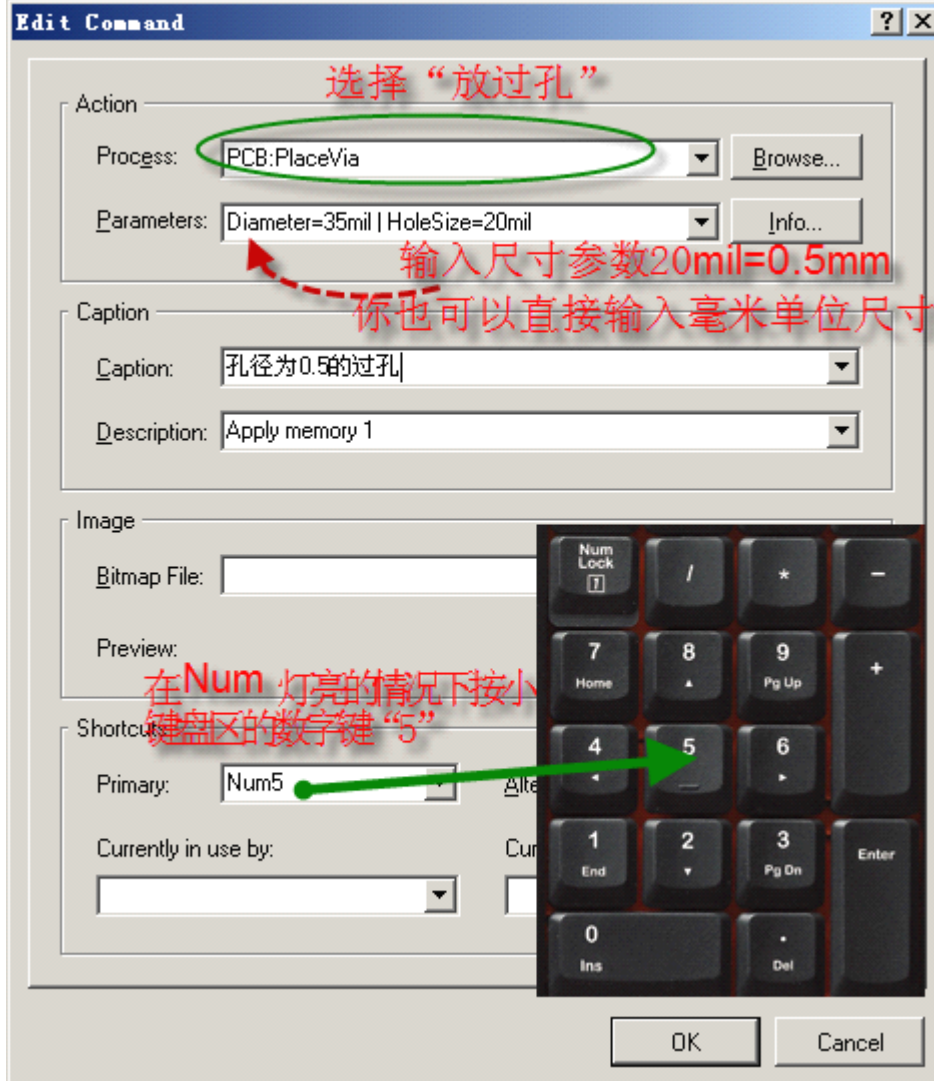 Edit Command
选择“放过孔”
Action
Process:
PCB:PlaceVia
Browse...
Parameters:
Diameter=35mil | HoleSize=20mil
Info...
输入尺寸参数20mil=0.5mm
你也可以直接输入毫米单位尺寸
Caption
Caption:
孔径为0.5的过孔
Description:
Apply memory 1
Image
Bitmap File:
Preview:
在Num 灯亮的情况下按小
键盘区的数字键“5”
Shortcuts
Primary:
Num5
Currently in use by:
Num
Lock
1
/
*
-
7
Home
8
9
Pg Up
+
4
5
6
1
End
2
3
Pg Dn
Enter
0
Ins
.
Del
OK
Cancel